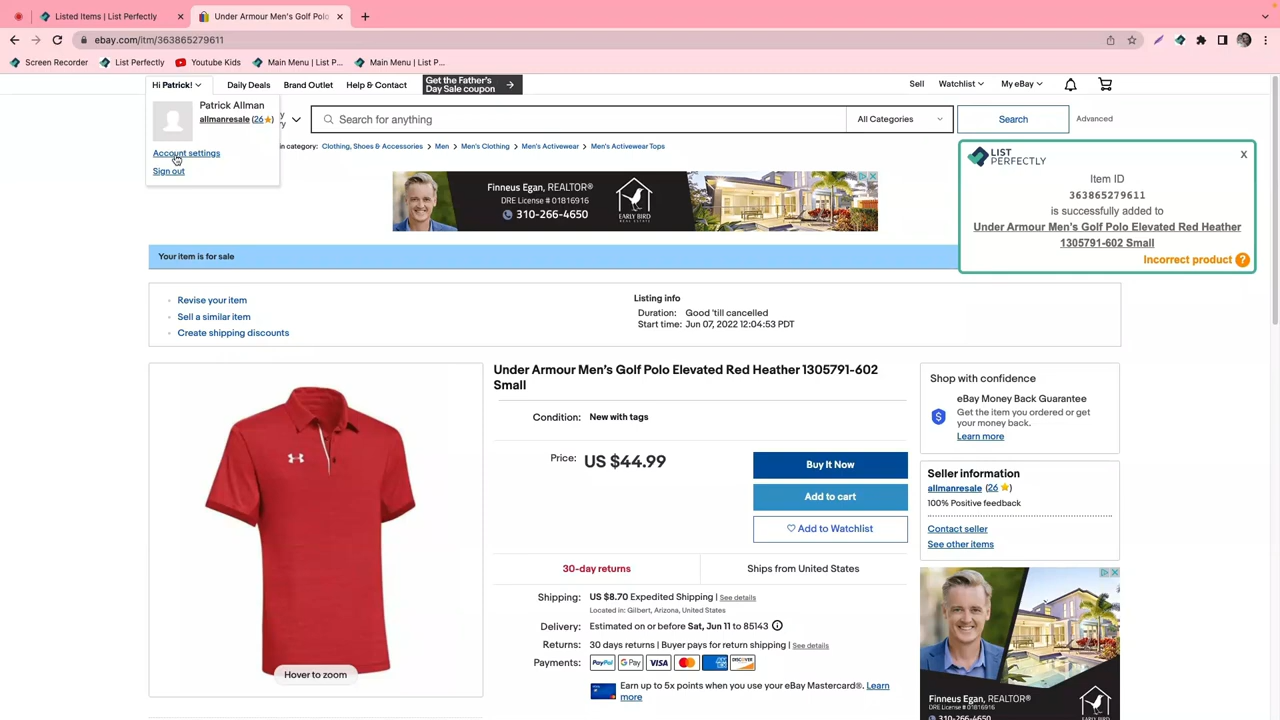 Listed Items | List Perfectly
Under Armour Men's Golf Polo
ebay.com/itm/363865279611
Screen Recorder
List Perfectly
Youtube Kids
Main Menu | List P...
Main Menu | List P...
Hi Patrick!
Daily Deals
Brand Outlet
Help & Contact
Get the Father's
Day Sale coupon
Sell
Watchlist
My eBay
Patrick Allman
allmanresale (26)
Account settings
Sign out
Search for anything
All Categories
Search
Advanced
n category:
Clothing, Shoes & Accessories > Men > Men's Clothing > Men's Activewear > Men's Activewear Tops
Finneus Egan, REALTOR®
DRE License # 01816916
310-266-4650
EARLY BIRD
LIST
PERFECTLY
X
Item ID
363865279611
is successfully added to
Under Armour Men's Golf Polo Elevated Red Heather
1305791-602 Small
Incorrect product ?
Your item is for sale
Revise your item
Sell a similar item
Create shipping discounts
Listing info
Duration: Good 'till cancelled
Start time: Jun 07, 2022 12:04:53 PDT
Hover to zoom
Under Armour Men's Golf Polo Elevated Red Heather 1305791-602
Small
Condition: New with tags
Price: US $44.99
Buy It Now
Add to cart
Add to Watchlist
30-day returns
Ships from United States
Shipping: US $8.70 Expedited Shipping | See details
Located in: Gilbert, Arizona, United States
Delivery: Estimated on or before Sat, Jun 11 to 85143
Returns: 30 days returns | Buyer pays for return shipping | See details
Payments: PayPal G Pay VISA DISCOVER
Earn up to 5x points when you use your eBay Mastercard®. Learn
more
Shop with confidence
eBay Money Back Guarantee
Get the item you ordered or get
your money back.
Learn more
Seller information
allmanresale (26)
100% Positive feedback
Contact seller
See other items
Finneus Egan, REALTOR®
DRE License # 01816916
310-266-4650